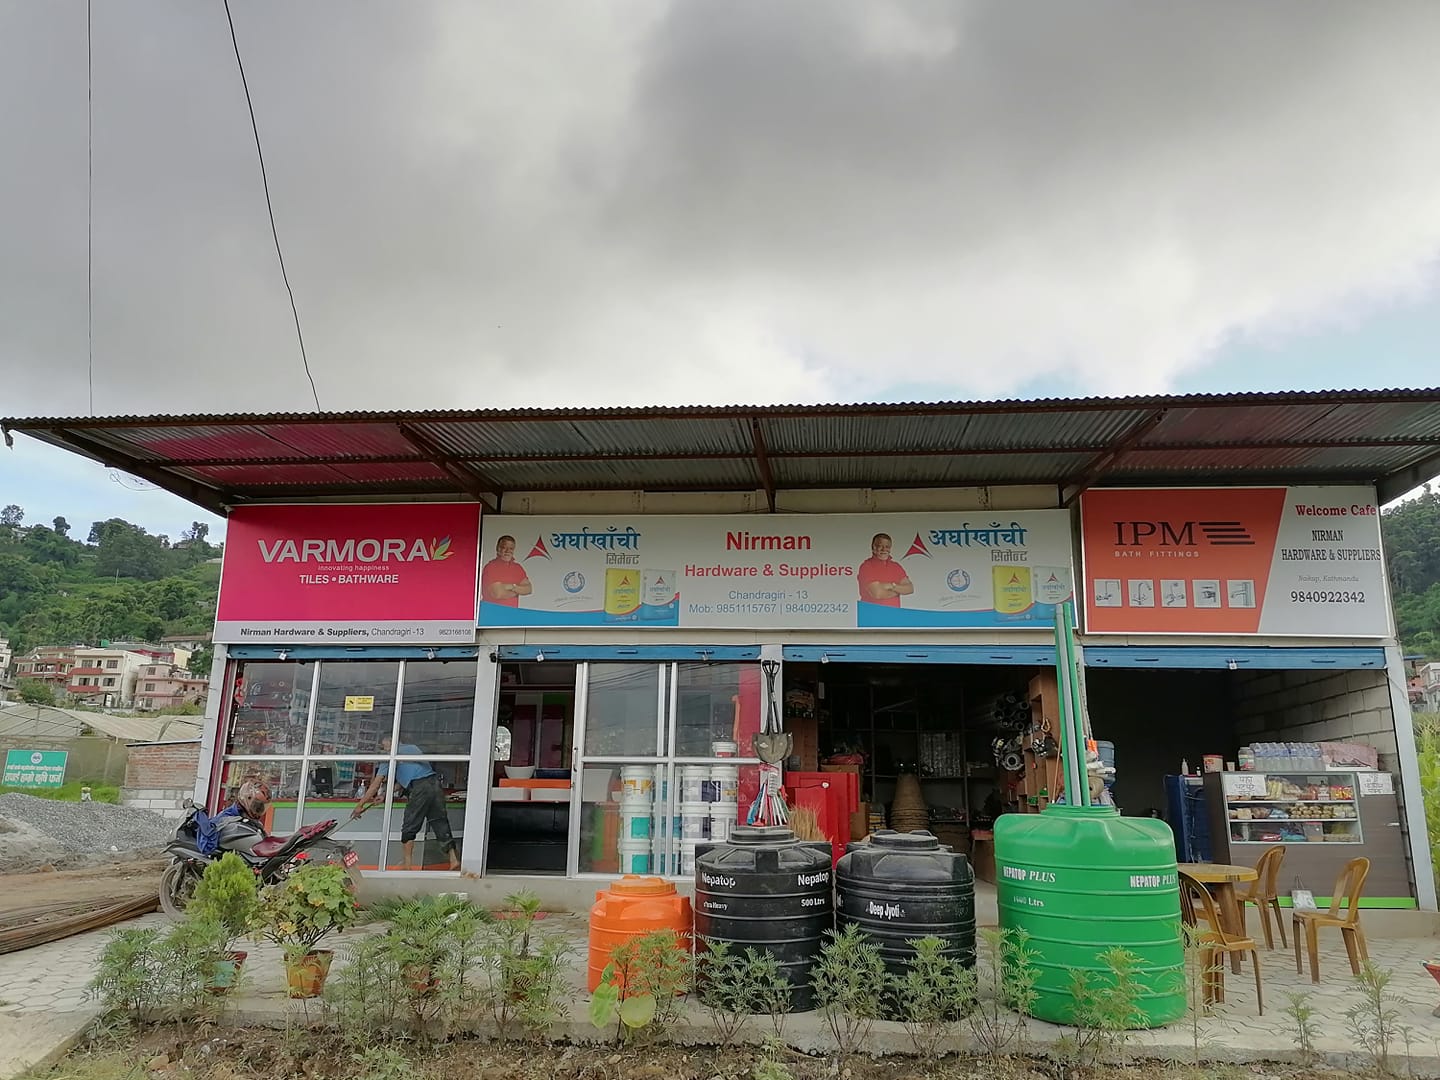 VARMORA
innovating happiness
TILES • BATHWARE
Nirman Hardware & Suppliers, Chandragiri -13
9823168108
अर्घाखाँची
सिमेन्ट
Nirman
Hardware & Suppliers
Chandragiri - 13
Mob: 9851115767 | 9840922342
अर्घाखाँची
सिमेन्ट
IPM
BATH FITTINGS
Welcome Cafe
NIRMAN
HARDWARE & SUPPLIERS
Naikap, Kathmandu
9840922342
Nepatop
Nepatop
500 Ltrs
Deep Jyoti
NEPATOP PLUS
NEPATOP PLUS
1000 Ltrs